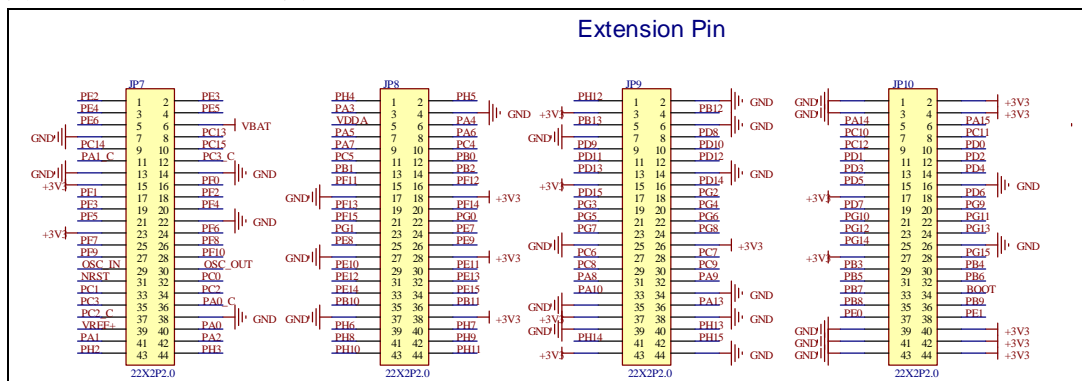 Extension Pin
JP7
PE2 1 2 PE3
PE4 3 4 PE5
PE6 5 6 VBAT
GND 7 8 PC13
PC14 9 10 PC15
PA1_C 11 12 PC3_C
GND 13 14 GND
+3V3 15 16 PF0
PF1 17 18 PF2
PF3 19 20 PF4
PF5 21 22 GND
+3V3 23 24 PF6
PF7 25 26 PF8
PF9 27 28 PF10
OSC_IN 29 30 OSC_OUT
NRST 31 32 PC0
PC1 33 34 PC2
PC3 35 36 PA0_C
PC2_C 37 38 GND
VREF+ 39 40 PA0
PA1 41 42 PA2
PH2 43 44 PH3
22X2P2.0
JP8
PH4 1 2 PH5
PA3 3 4 GND
VDDA 5 6 PA4
PA5 7 8 PA6
PA7 9 10 PC4
PC5 11 12 PB0
PB1 13 14 PB2
PF11 15 16 PF12
GND 17 18 +3V3
PF13 19 20 PF14
PF15 21 22 PG0
PG1 23 24 PE7
PE8 25 26 PE9
GND 27 28 +3V3
PE10 29 30 PE11
PE12 31 32 PE13
PE14 33 34 PE15
PB10 35 36 PB11
GND 37 38 +3V3
PH6 39 40 PH7
PH8 41 42 PH9
PH10 43 44 PH11
22X2P2.0
JP9
PH12 1 2 GND
+3V3 3 4 PB12
PB13 5 6 GND
GND 7 8 PD8
PD9 9 10 PD10
PD11 11 12 PD12
PD13 13 14 GND
+3V3 15 16 PD14
PD15 17 18 PG2
PG3 19 20 PG4
PG5 21 22 PG6
PG7 23 24 PG8
GND 25 26 +3V3
PC6 27 28 PC7
PC8 29 30 PC9
PA8 31 32 PA9
PA10 33 34 GND
GND 35 36 PA13
+3V3 37 38 GND
GND 39 40 PH13
PH14 41 42 PH15
+3V3 43 44 GND
22X2P2.0
JP10
GND 1 2 +3V3
GND 3 4 +3V3
PA14 5 6 PA15
PC10 7 8 PC11
PC12 9 10 PD0
PD1 11 12 PD2
PD3 13 14 PD4
PD5 15 16 GND
+3V3 17 18 PD6
PD7 19 20 PG9
PG10 21 22 PG11
PG12 23 24 PG13
PG14 25 26 GND
+3V3 27 28 PG15
PB3 29 30 PB4
PB5 31 32 PB6
PB7 33 34 BOOT
PB8 35 36 PB9
PE0 37 38 PE1
GND 39 40 +3V3
GND 41 42 +3V3
GND 43 44 +3V3
22X2P2.0